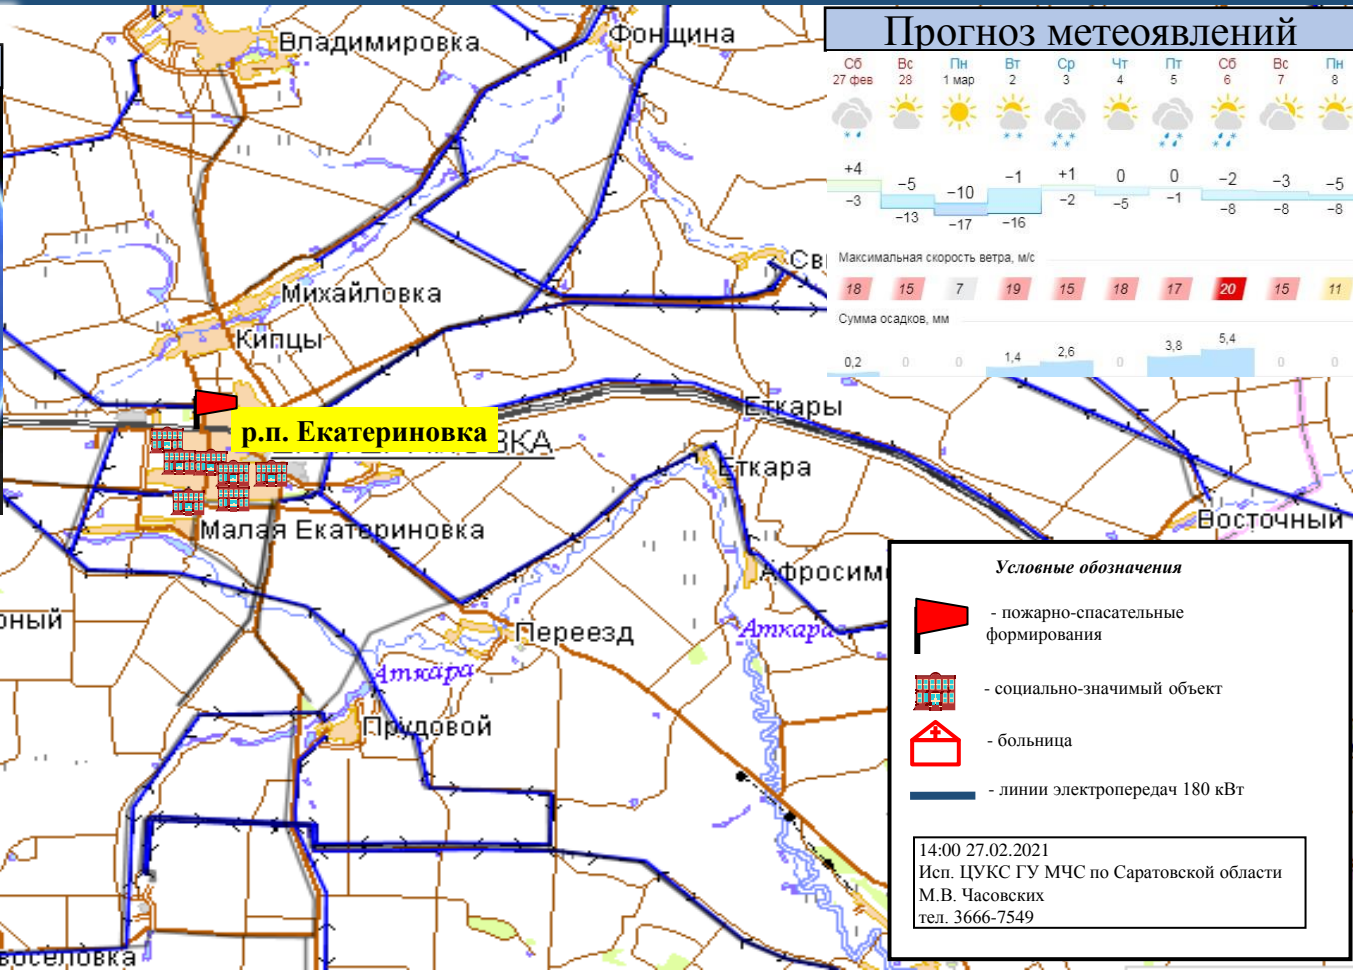 Прогноз метеоявлений
Сб Вс Пн Вт Ср Чт Пт Сб Вс Пн
27 фев 28 1 мар 2 3 4 5 6 7 8
+4 −5 −10 −1 +1 0 0 −2 −3 −5
−3 −13 −17 −16 −2 −5 −1 −8 −8 −8
Максимальная скорость ветра, м/с
18 15 7 19 15 18 17 20 15 11
Сумма осадков, мм
0,2 0 0 1,4 2,6 0 3,8 5,4 0 0
Владимировка
Фонщина
Св
Михайловка
Кипцы
Еткары
р.п. Екатериновка
ВКА
Еткара
Малая Екатериновка
Восточный
Афросим
рный
Переезд
Аткара
Аткара
Прудовой
воселовка
Условные обозначения
- пожарно-спасательные
формирования
- социально-значимый объект
- больница
- линии электропередач 180 кВт
14:00 27.02.2021
Исп. ЦУКС ГУ МЧС по Саратовской области
М.В. Часовских
тел. 3666-7549